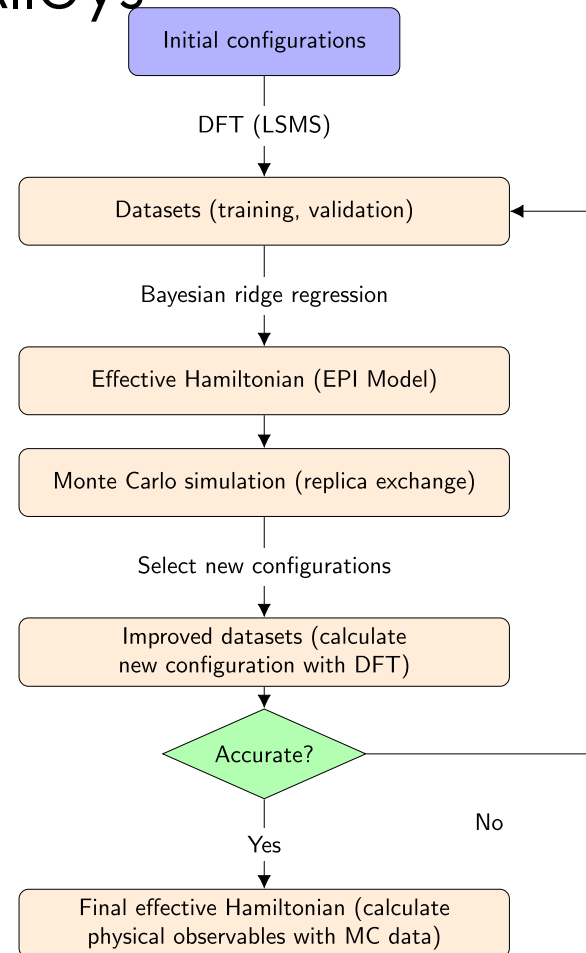 Alloys
Initial configurations
DFT (LSMS)
Datasets (training, validation)
Bayesian ridge regression
Effective Hamiltonian (EPI Model)
Monte Carlo simulation (replica exchange)
Select new configurations
Improved datasets (calculate
new configuration with DFT)
Accurate?
No
Yes
Final effective Hamiltonian (calculate
physical observables with MC data)